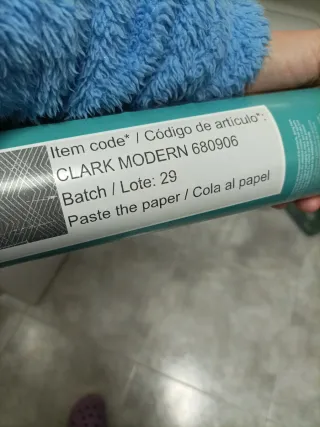 Item code* / Código de artículo*:
CLARK MODERN 680906
Batch / Lote: 29
Paste the paper / Cola al papel